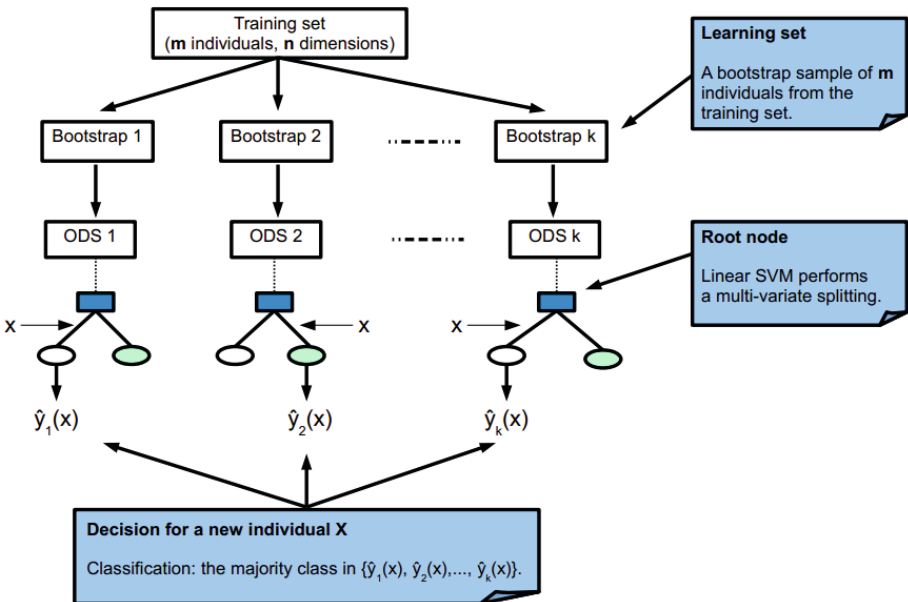 Training set
(m individuals, n dimensions)
Learning set
A bootstrap sample of m
individuals from the
training set.
Bootstrap 1
Bootstrap 2
Bootstrap k
ODS 1
ODS 2
ODS k
Root node
Linear SVM performs
a multi-variate splitting.
x
x
x
ŷ₁(x)
ŷ₂(x)
ŷₖ(x)
Decision for a new individual X
Classification: the majority class in {ŷ₁(x), ŷ₂(x),..., ŷₖ(x)}.